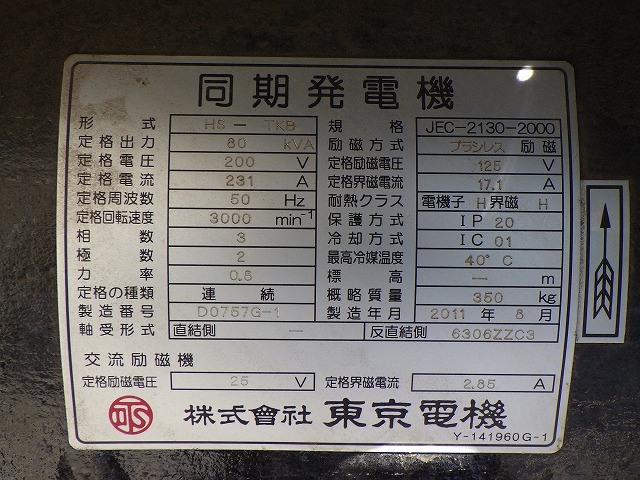 同期発電機
形式 HS－ TKB 規格 JEC-2130-2000
定格出力 80 kVA 励磁方式 ブラシレス 励磁
定格電圧 200 V 定格励磁電圧 125 V
定格電流 231 A 定格界磁電流 17.1 A
定格周波数 50 Hz 耐熱クラス 電機子 H 界磁 H
定格回転速度 3000 min⁻¹ 保護方式 IP 20
相数 3 冷却方式 IC 01
極数 2 最高冷媒温度 40°C
力率 0.8 標高 — m
定格の種類 連続 概略質量 350 kg
製造番号 D0757G-1 製造年月 2011 年 8 月
軸受形式 直結側 — 反直結側 6306ZZC3
交流励磁機
定格励磁電圧 25 V 定格界磁電流 2.85 A
株式會社 東京電機
Y-141960G-1